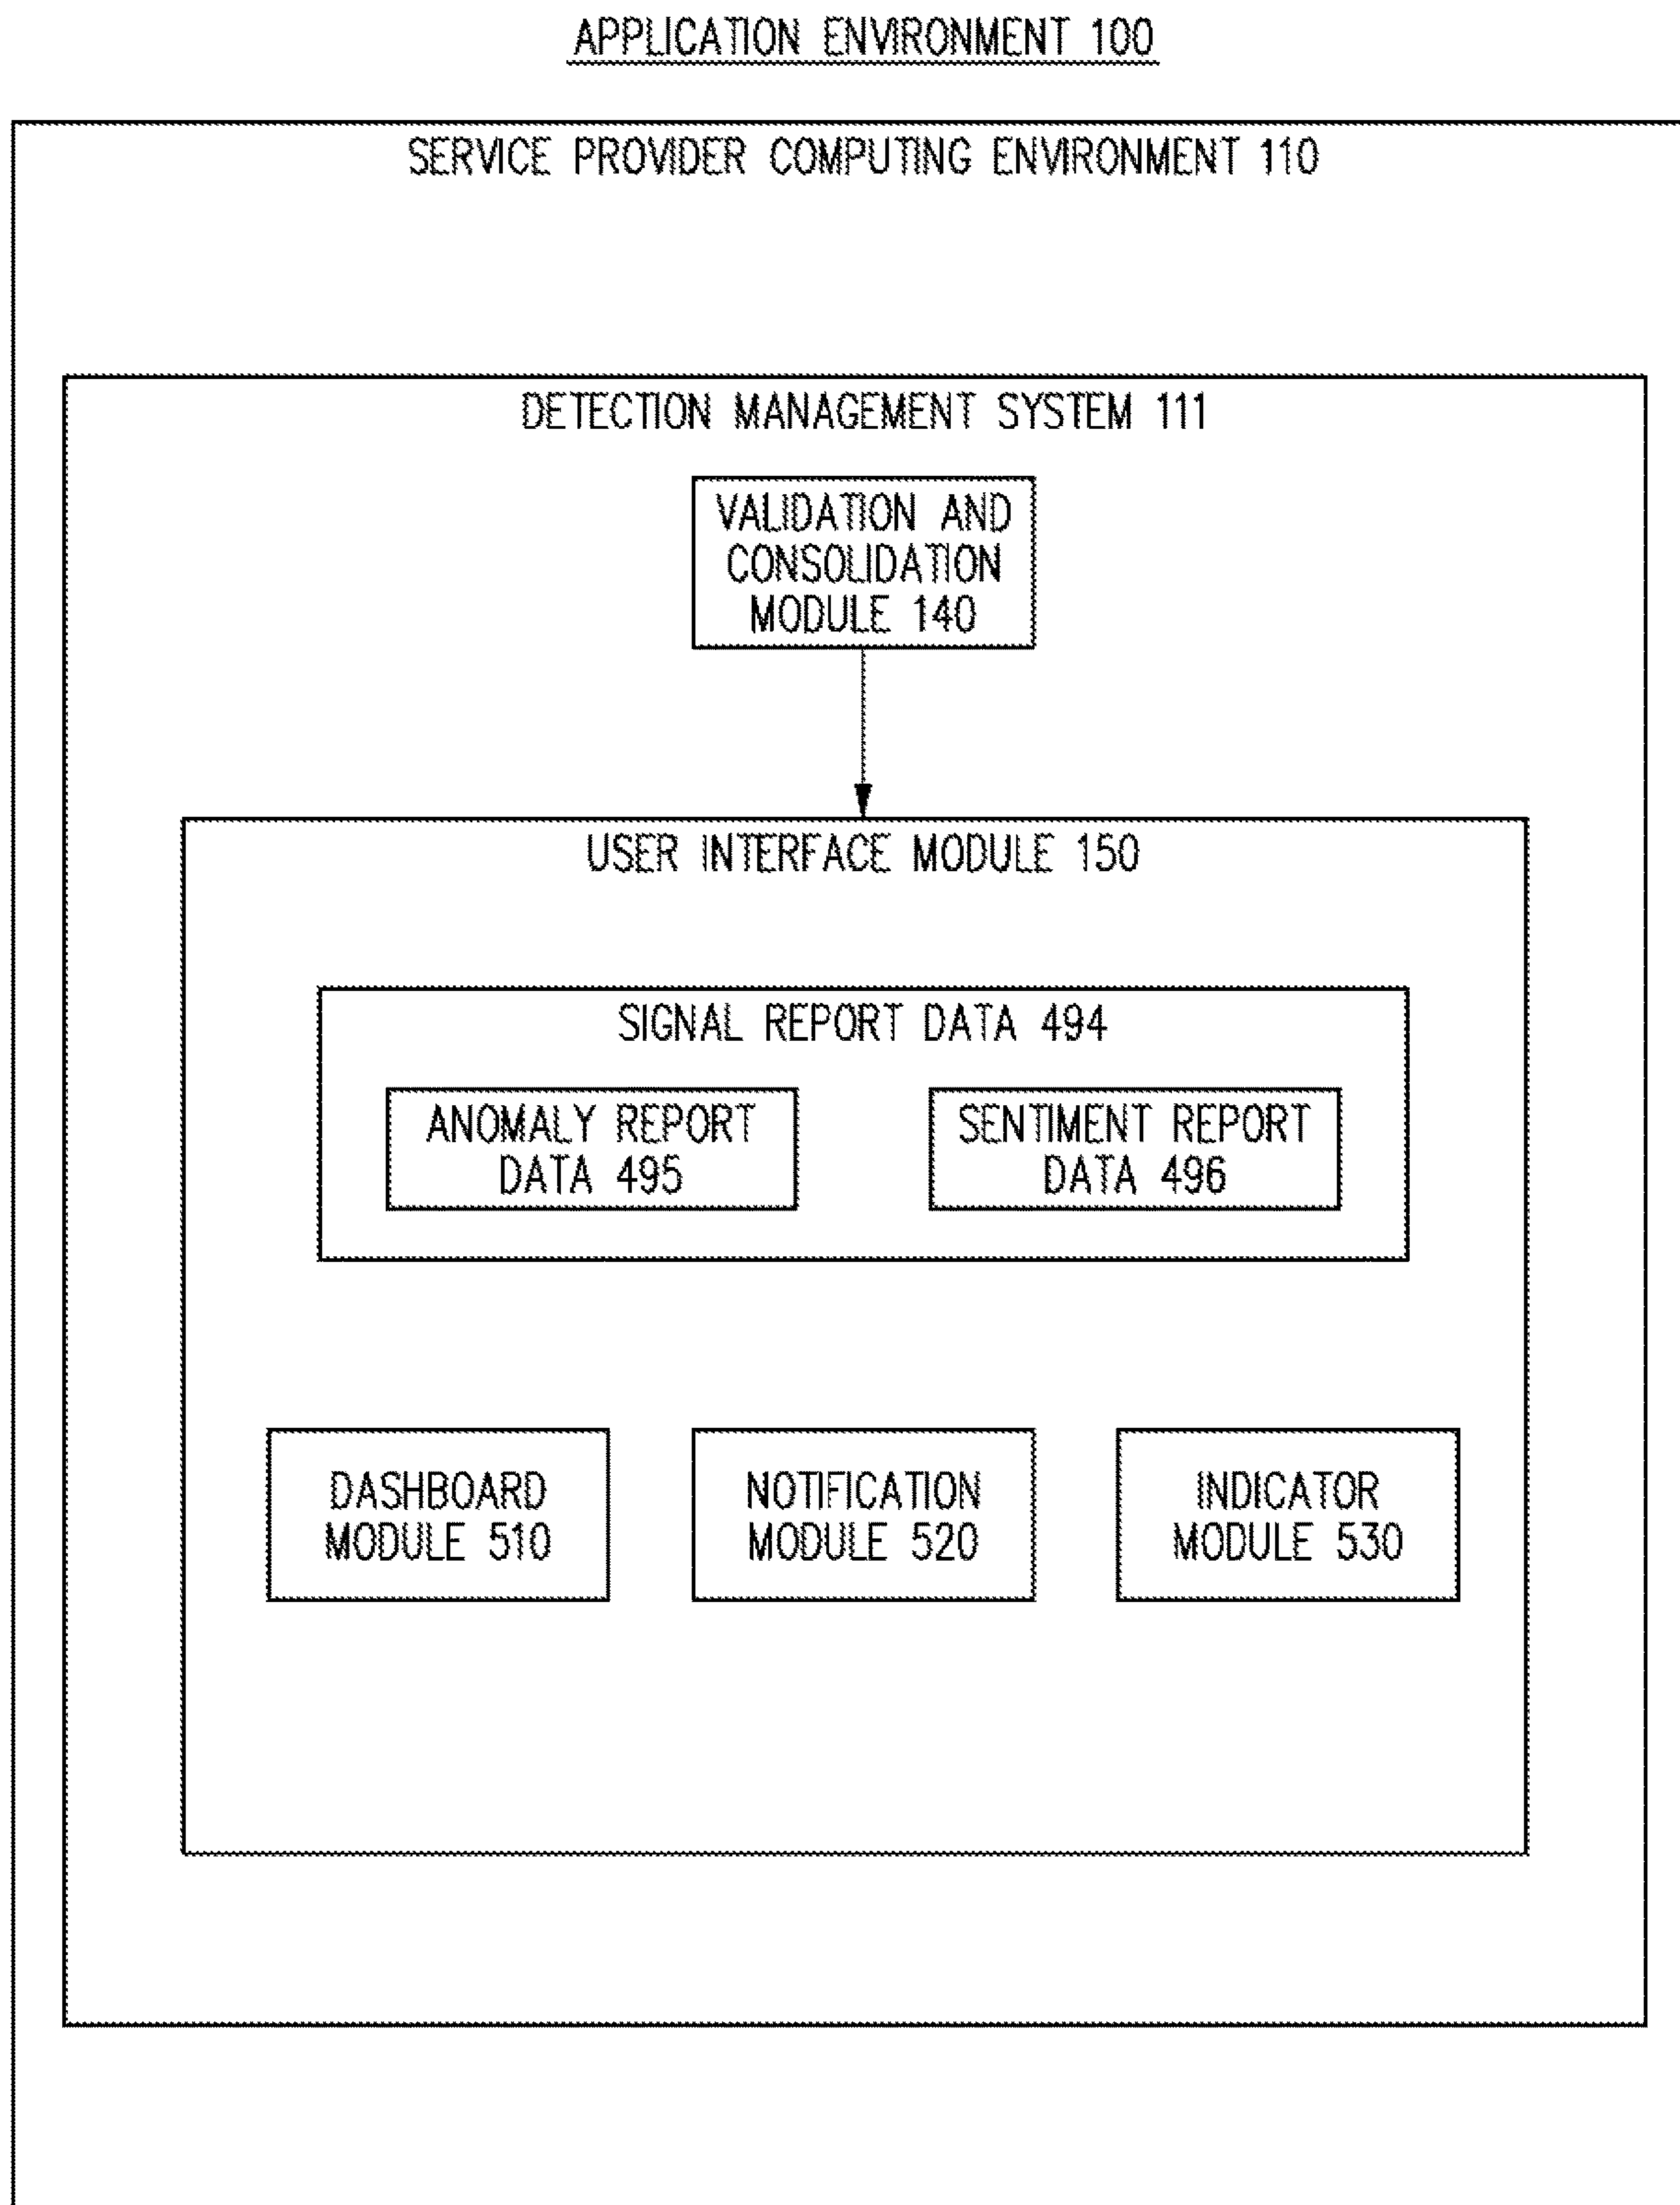 APPLICATION ENVIRONMENT 100
SERVICE PROVIDER COMPUTING ENVIRONMENT 110
DETECTION MANAGEMENT SYSTEM 111
VALIDATION AND
CONSOLIDATION
MODULE 140
USER INTERFACE MODULE 150
SIGNAL REPORT DATA 494
ANOMALY REPORT
DATA 495
SENTIMENT REPORT
DATA 496
DASHBOARD
MODULE 510
NOTIFICATION
MODULE 520
INDICATOR
MODULE 530